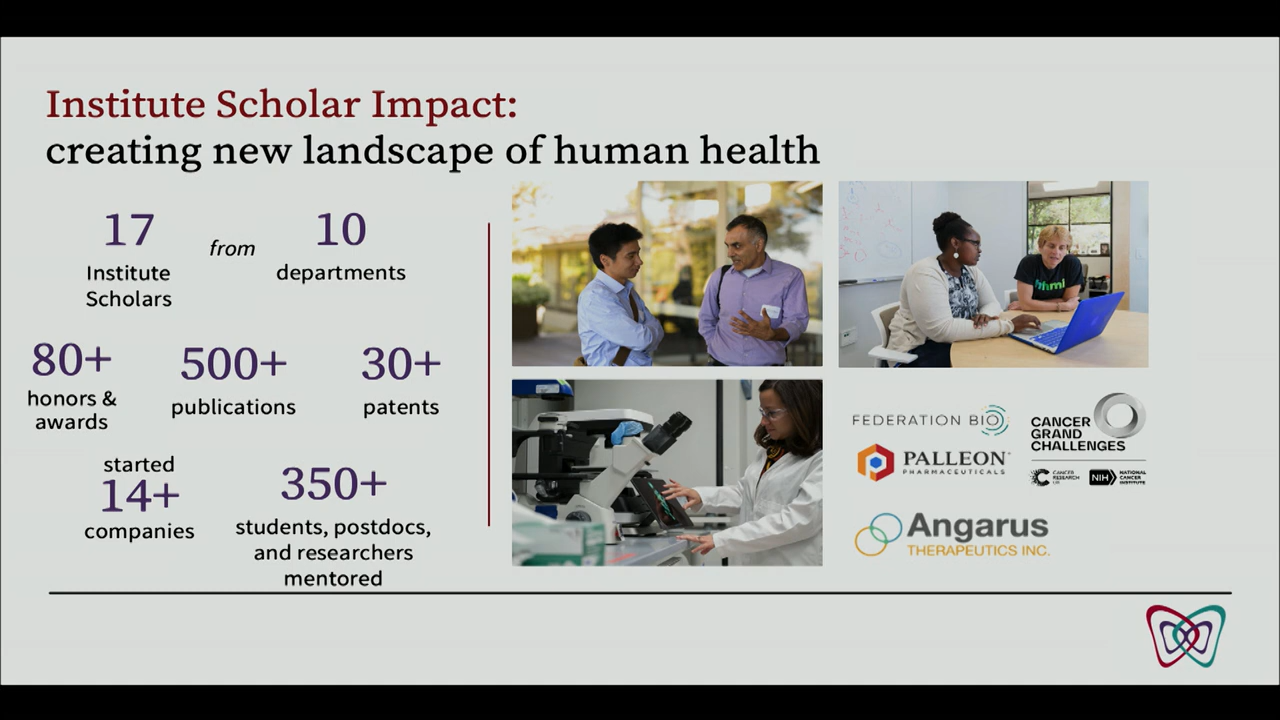 Institute Scholar Impact:
creating new landscape of human health
17
Institute
Scholars
from
10
departments
80+
honors &
awards
500+
publications
30+
patents
started
14+
companies
350+
students, postdocs,
and researchers
mentored
hhmi
FEDERATION BIO
PALLEON
PHARMACEUTICALS
CANCER
GRAND
CHALLENGES
CANCER
RESEARCH
UK
NIH
NATIONAL
CANCER
INSTITUTE
Angarus
THERAPEUTICS INC.